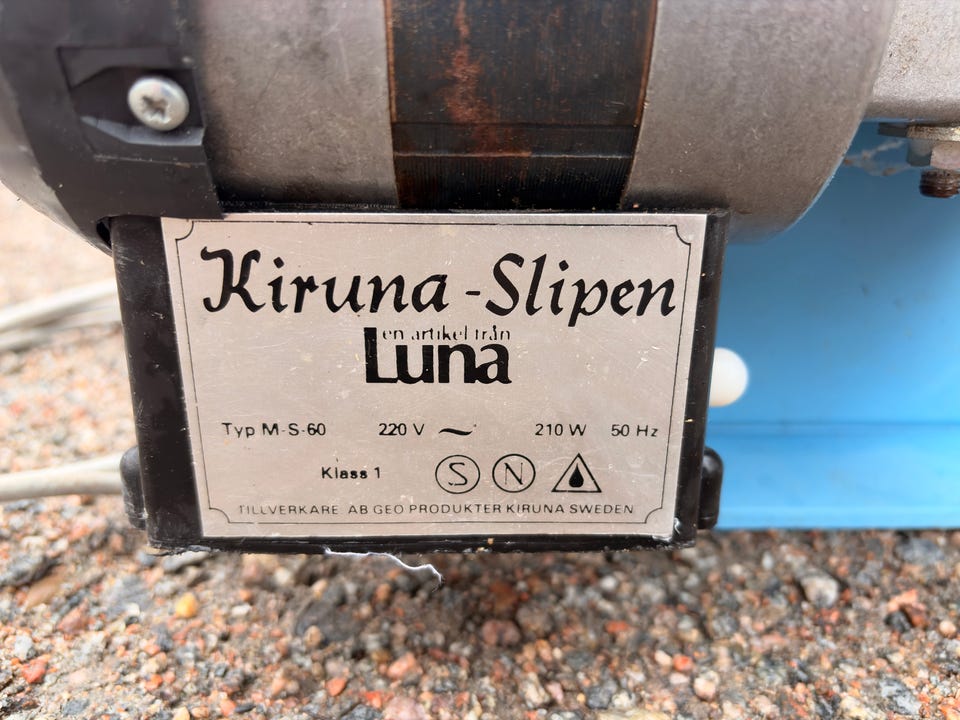 Kiruna-Slipen
en artikel från
Luna
Typ M-S-60 220 V ~ 210 W 50 Hz
Klass 1 S N
TILLVERKARE AB GEO PRODUKTER KIRUNA SWEDEN